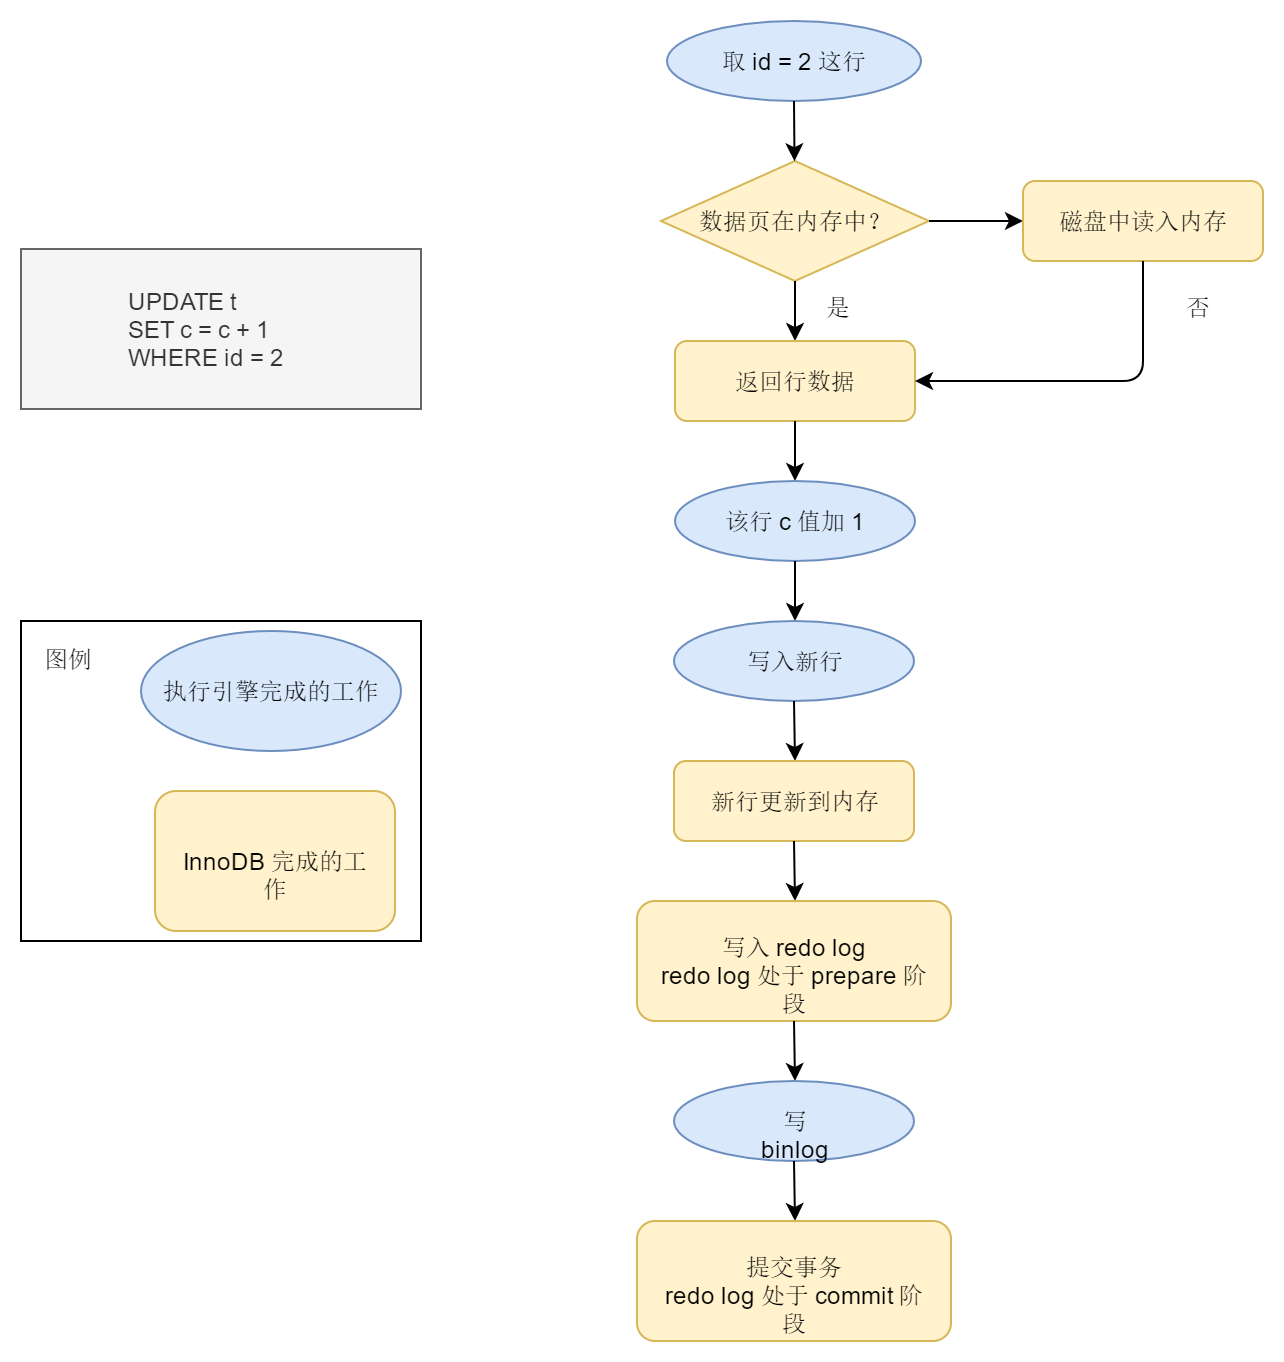 取 id = 2 这行
数据页在内存中？
磁盘中读入内存
UPDATE t
SET c = c + 1
WHERE id = 2
是
否
返回行数据
该行 c 值加 1
图例
执行引擎完成的工作
InnoDB 完成的工
作
写入新行
新行更新到内存
写入 redo log
redo log 处于 prepare 阶
段
写
binlog
提交事务
redo log 处于 commit 阶
段